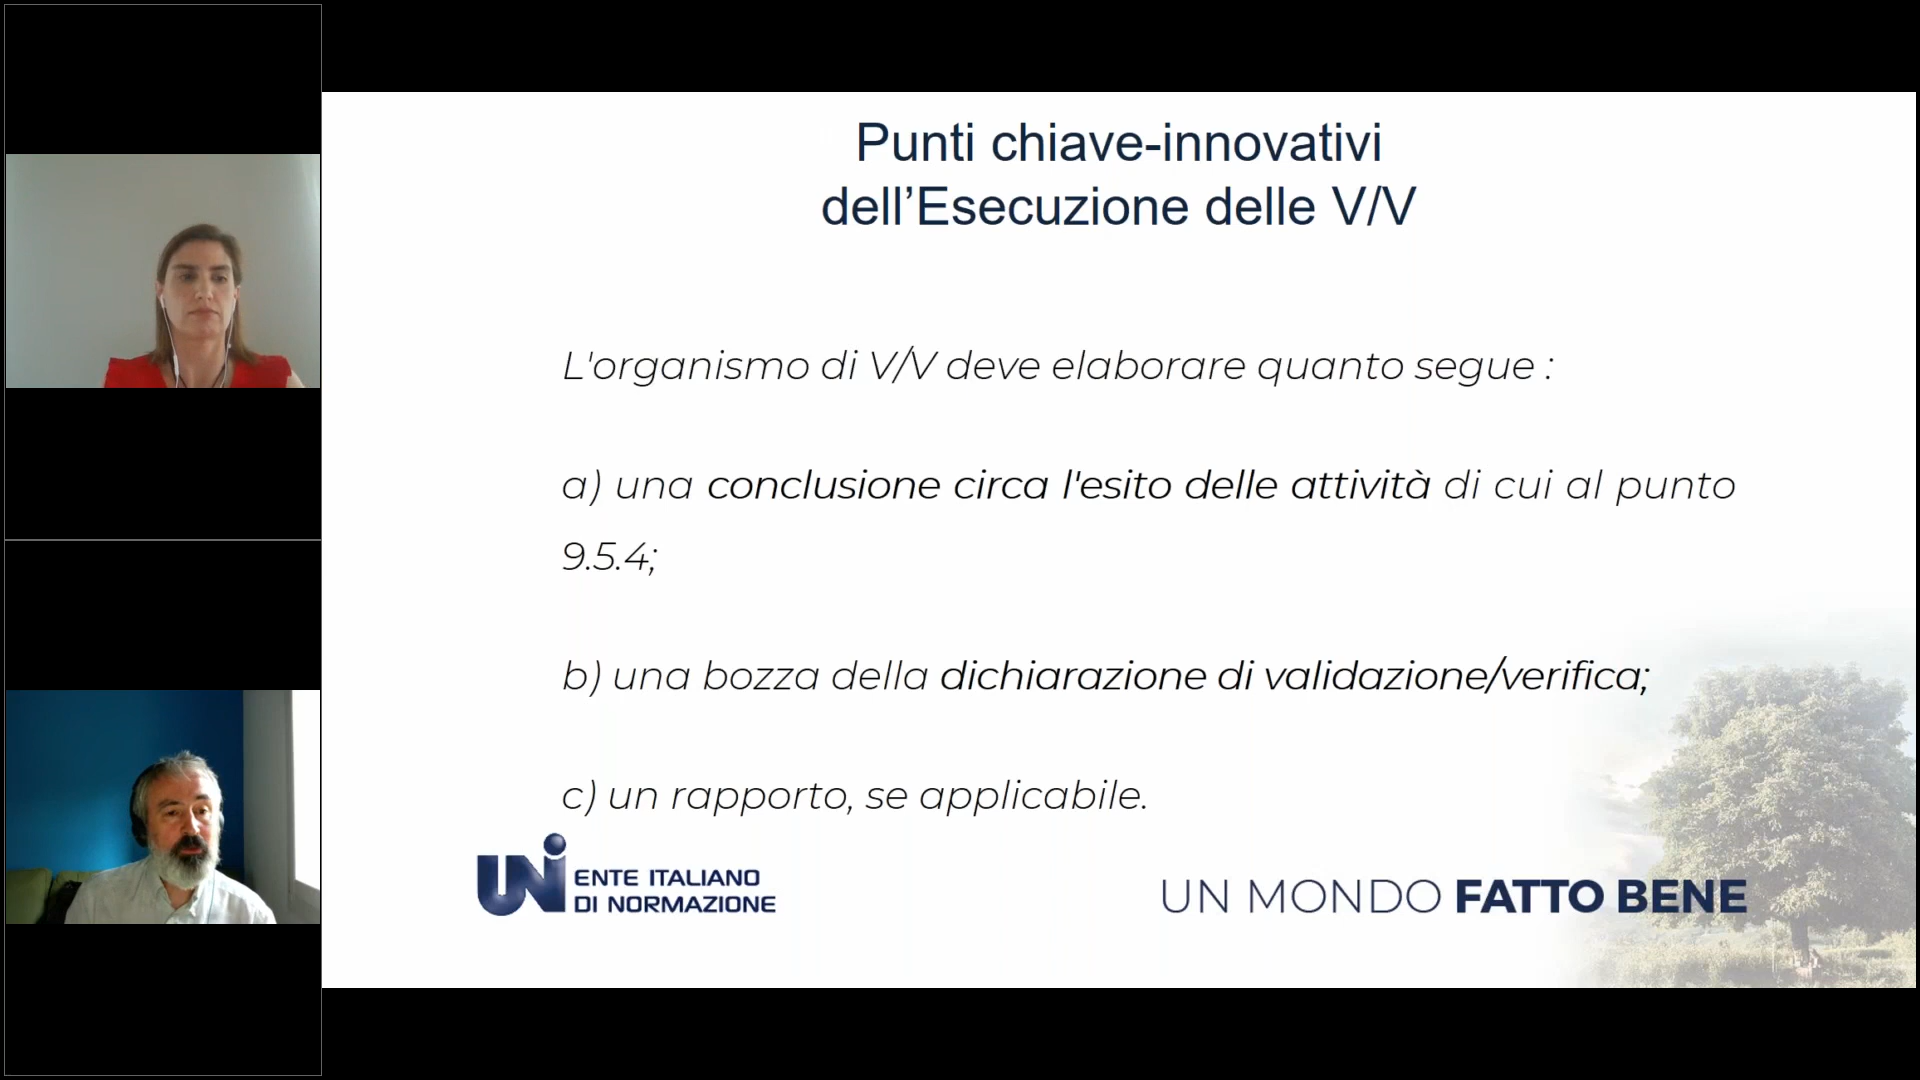 Punti chiave-innovativi
dell’Esecuzione delle V/V
L'organismo di V/V deve elaborare quanto segue :
a) una conclusione circa l'esito delle attività di cui al punto
9.5.4;
b) una bozza della dichiarazione di validazione/verifica;
c) un rapporto, se applicabile.
UNI ENTE ITALIANO
DI NORMAZIONE
UN MONDO FATTO BENE